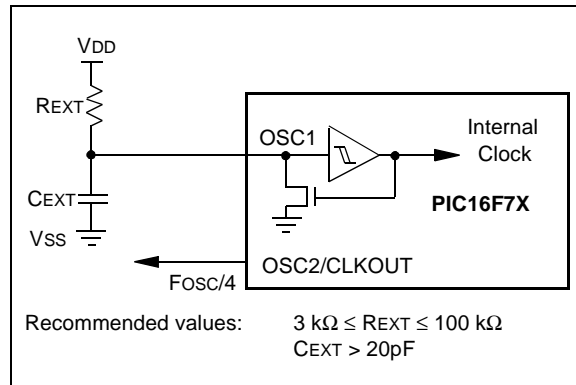 VDD
REXT
OSC1
Internal
Clock
CEXT
PIC16F7X
VSS
OSC2/CLKOUT
FOSC/4
Recommended values: 3 kΩ ≤ REXT ≤ 100 kΩ
CEXT > 20pF